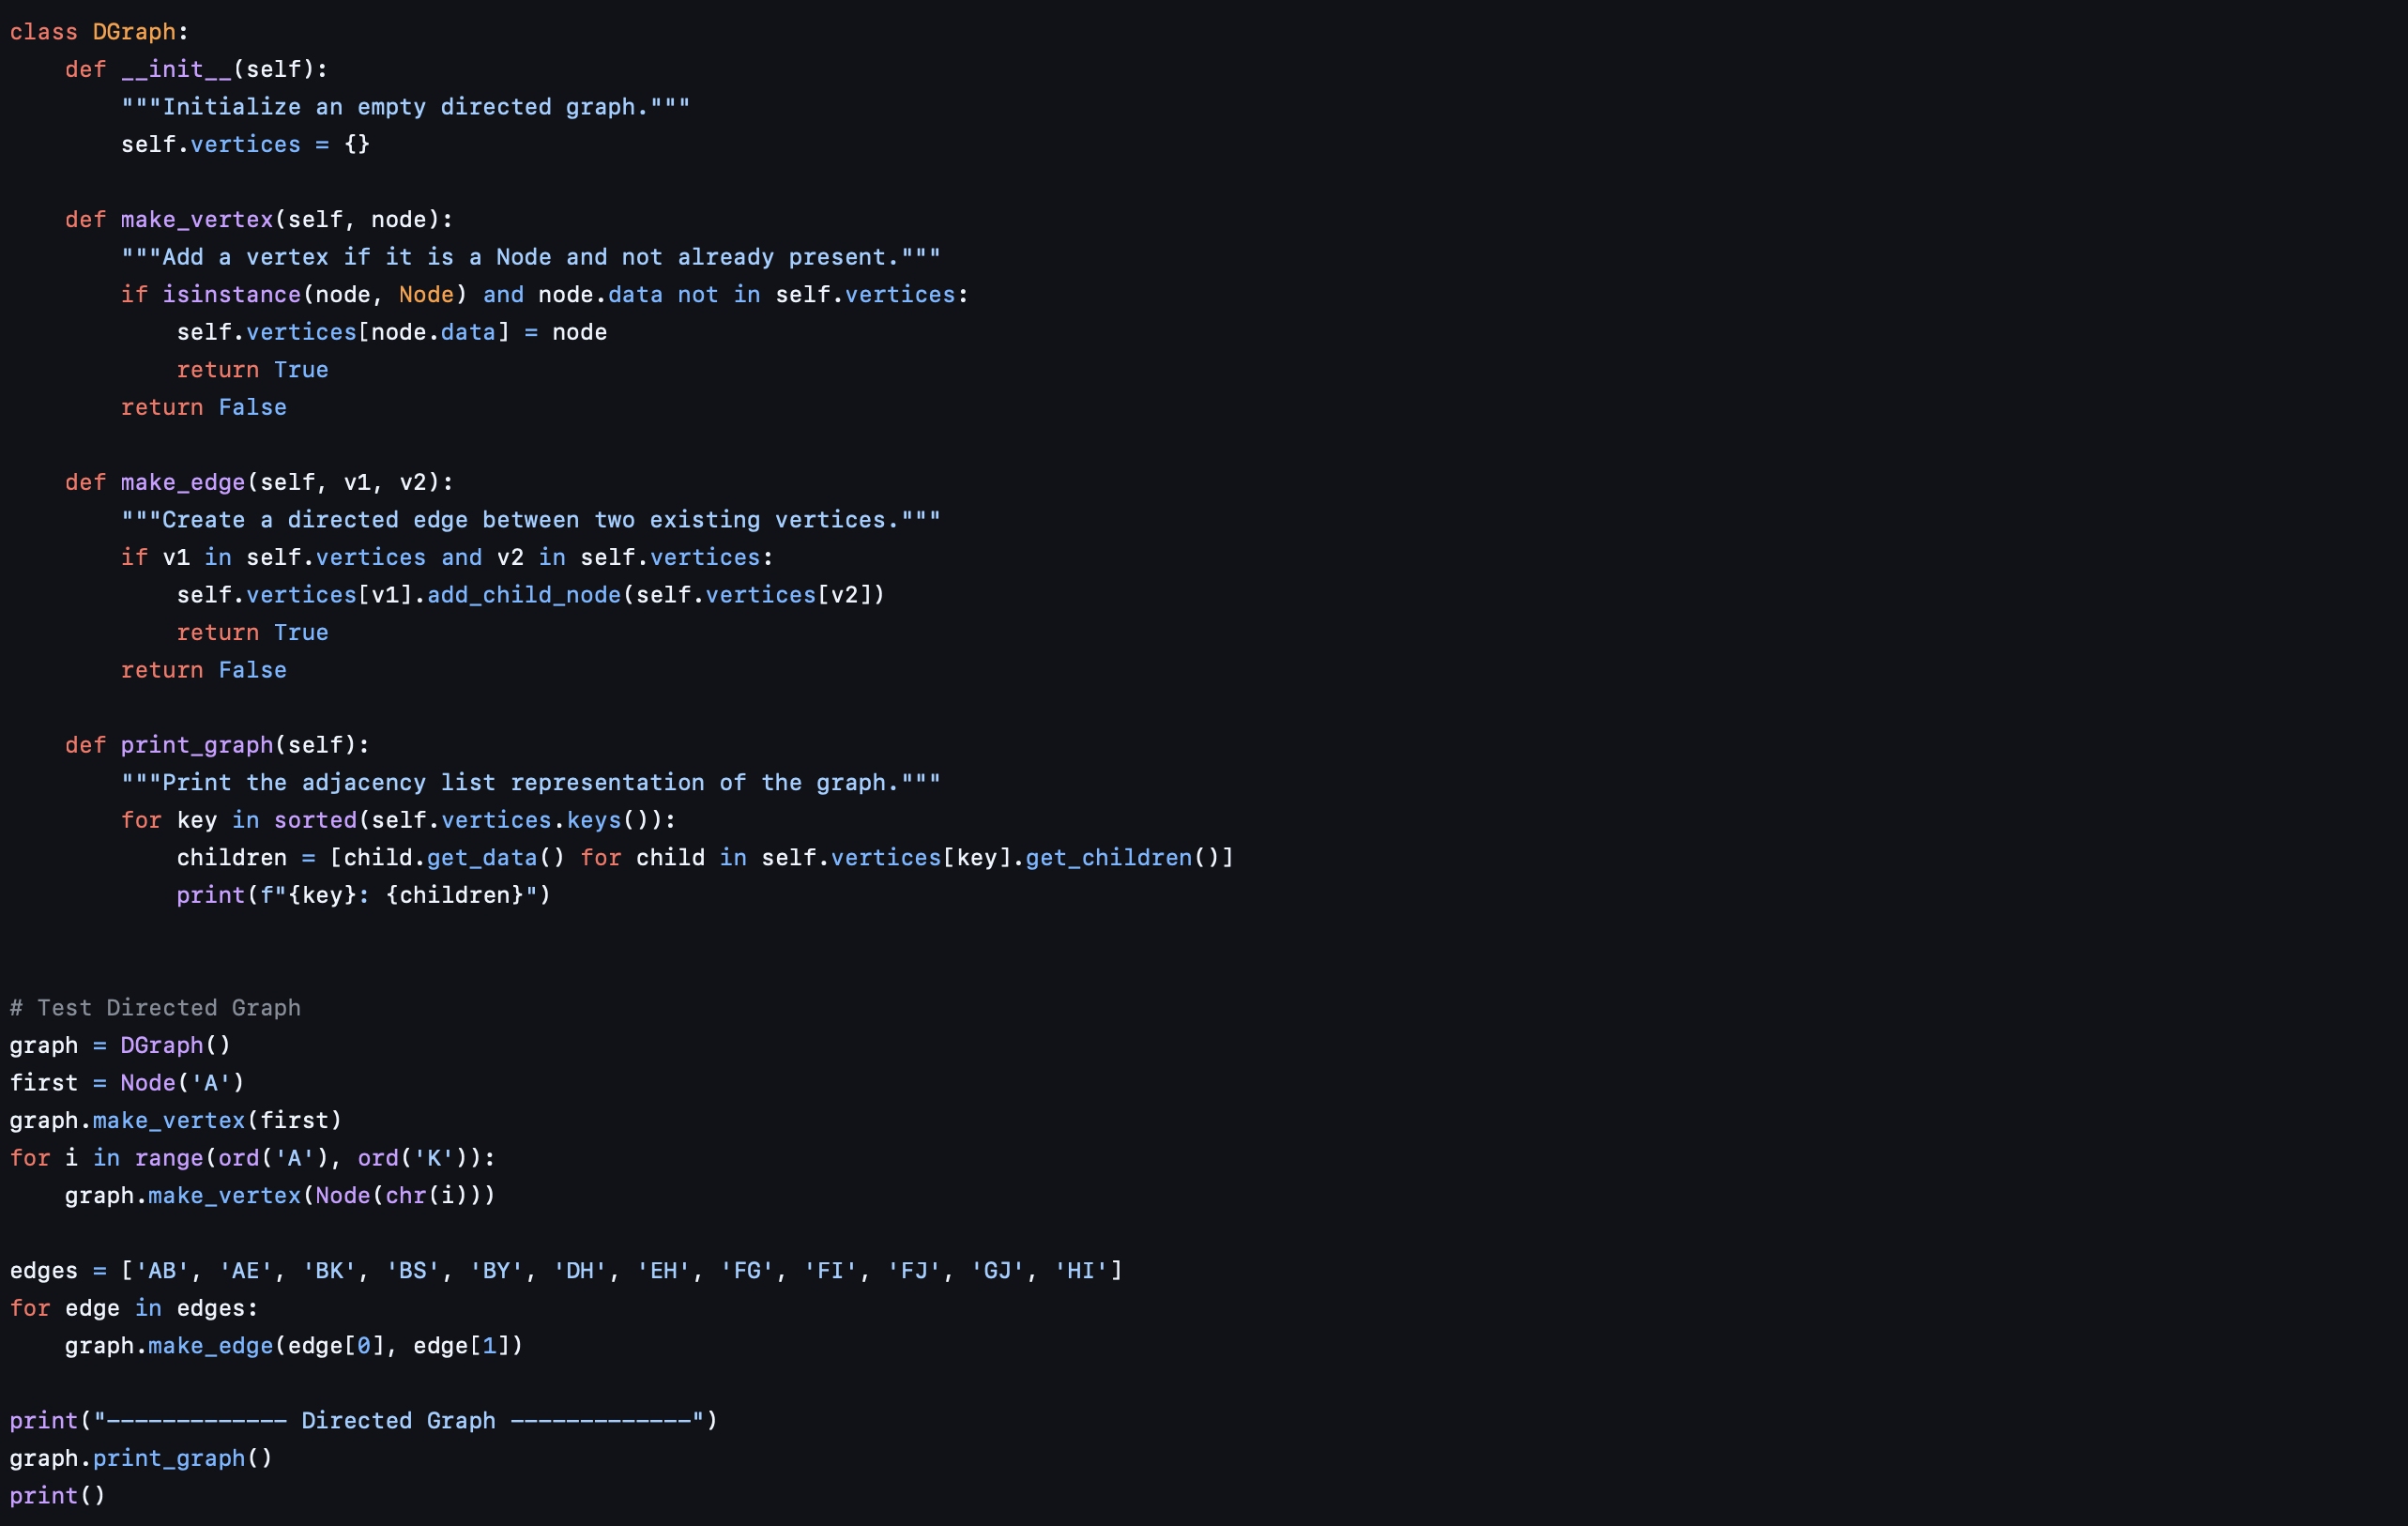 class DGraph:
    def __init__(self):
        """Initialize an empty directed graph."""
        self.vertices = {}

    def make_vertex(self, node):
        """Add a vertex if it is a Node and not already present."""
        if isinstance(node, Node) and node.data not in self.vertices:
            self.vertices[node.data] = node
            return True
        return False

    def make_edge(self, v1, v2):
        """Create a directed edge between two existing vertices."""
        if v1 in self.vertices and v2 in self.vertices:
            self.vertices[v1].add_child_node(self.vertices[v2])
            return True
        return False

    def print_graph(self):
        """Print the adjacency list representation of the graph."""
        for key in sorted(self.vertices.keys()):
            children = [child.get_data() for child in self.vertices[key].get_children()]
            print(f"{key}: {children}")


# Test Directed Graph
graph = DGraph()
first = Node('A')
graph.make_vertex(first)
for i in range(ord('A'), ord('K')):
    graph.make_vertex(Node(chr(i)))

edges = ['AB', 'AE', 'BK', 'BS', 'BY', 'DH', 'EH', 'FG', 'FI', 'FJ', 'GJ', 'HI']
for edge in edges:
    graph.make_edge(edge[0], edge[1])

print("------------- Directed Graph -------------")
graph.print_graph()
print()